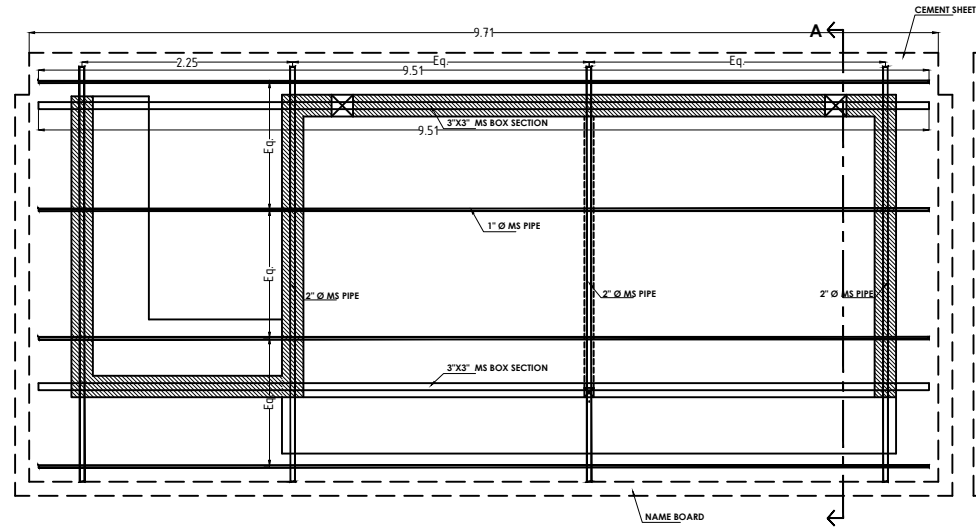 CEMENT SHEET
9.71
A
2.25
Eq.
Eq.
9.51
3"X3" MS BOX SECTION
9.51
Eq.
1" Ø MS PIPE
Eq.
2" Ø MS PIPE
2" Ø MS PIPE
2" Ø MS PIPE
3"X3" MS BOX SECTION
Eq.
NAME BOARD